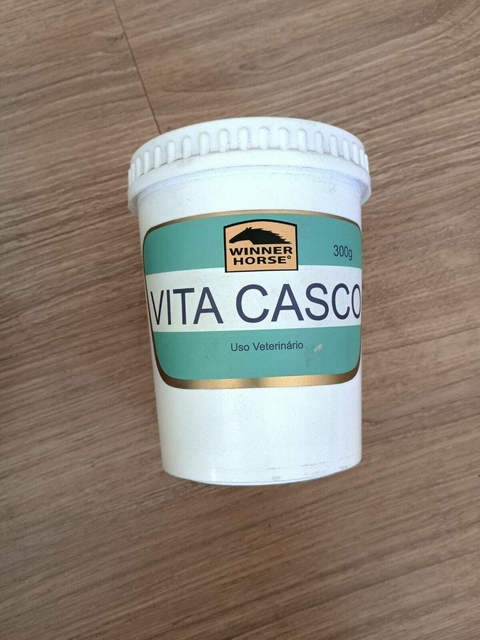 WINNER
HORSE®
300g
VITA CASCO
Uso Veterinário